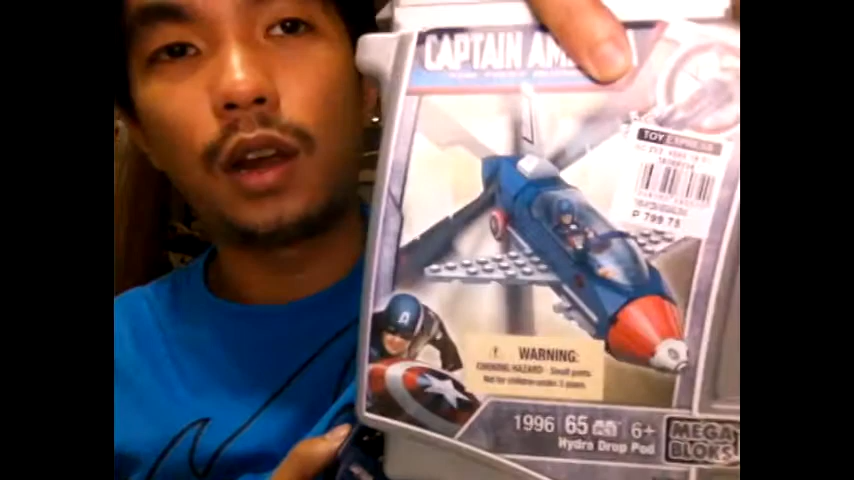 CAPTAIN AM
TOY EXPRESS
P 799 75
WARNING:
CHOKING HAZARD - Small parts
Not for children under 3 years
1996 65 PCS 6+
Hydra Drop Pod
MEGA
BLOKS